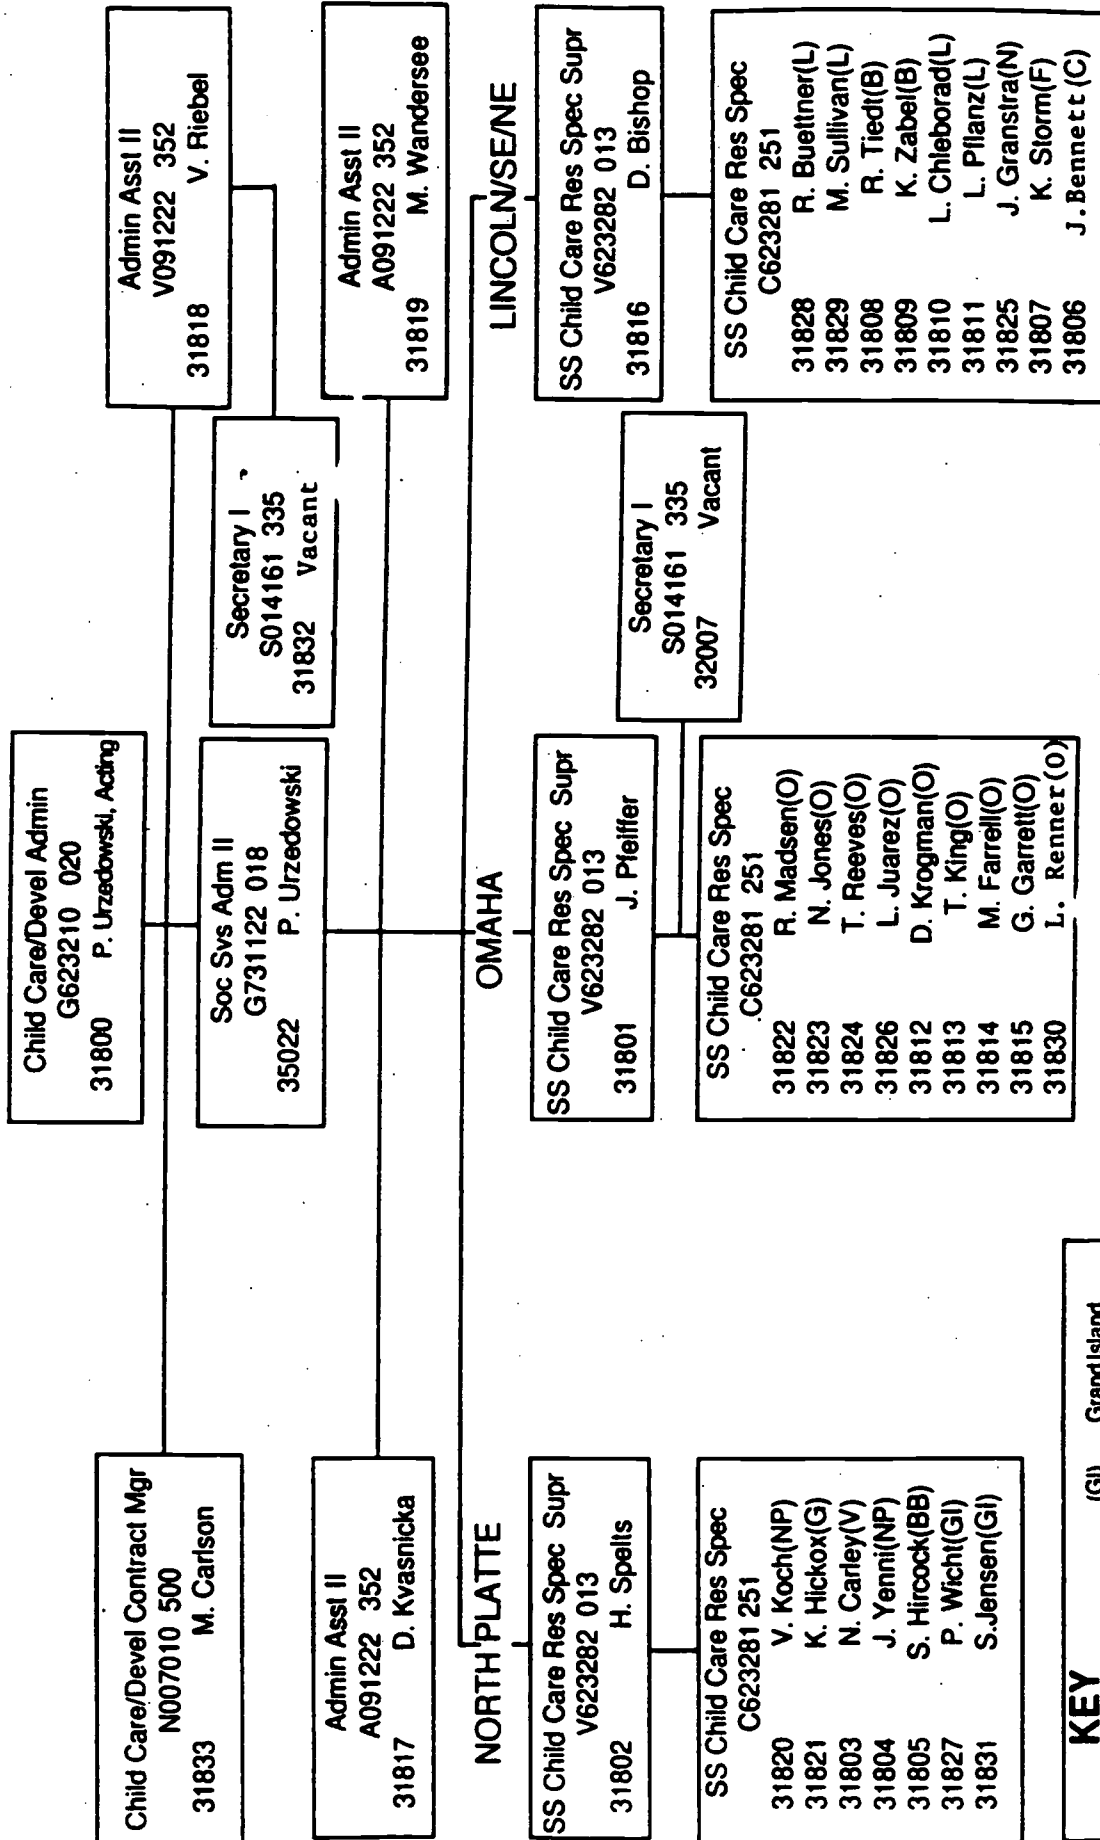 Child Care/Devel Admin
G623210 020
31800 P. Urzedowski, Acting
Child Care/Devel Contract Mgr
N007010 500
31833 M. Carlson
Admin Asst II
V091222 352
31818 V. Riebel
Soc Svs Adm II
G731122 018
35022 P. Urzedowski
Secretary I
S014161 335
31832 Vacant
Admin Asst II
A091222 352
31817 D. Kvasnicka
Admin Asst II
A091222 352
31819 M. Wandersee
NORTH PLATTE
SS Child Care Res Spec Supr
V623282 013
31802 H. Spelts
SS Child Care Res Spec
C623281 251
31820 V. Koch(NP)
31821 K. Hickox(G)
31803 N. Carley(V)
31804 J. Yenni(NP)
31805 S. Hircock(BB)
31827 P. Wicht(GI)
31831 S.Jensen(GI)
OMAHA
SS Child Care Res Spec Supr
V623282 013
31801 J. Pfeiffer
Secretary I
S014161 335
32007 Vacant
SS Child Care Res Spec
C623281 251
31822 R. Madsen(O)
31823 N. Jones(O)
31824 T. Reeves(O)
31826 L. Juarez(O)
31812 D. Krogman(O)
31813 T. King(O)
31814 M. Farrell(O)
31815 G. Garrett(O)
31830 L. Renner(O)
LINCOLN/SE/NE
SS Child Care Res Spec Supr
V623282 013
31816 D. Bishop
SS Child Care Res Spec
C623281 251
31828 R. Buettner(L)
31829 M. Sullivan(L)
31808 R. Tiedt(B)
31809 K. Zabel(B)
31810 L. Chleborad(L)
31811 L. Pflanz(L)
31825 J. Granstra(N)
31807 K. Storm(F)
31806 J.Bennett(C)
KEY
(GI) Grand Island